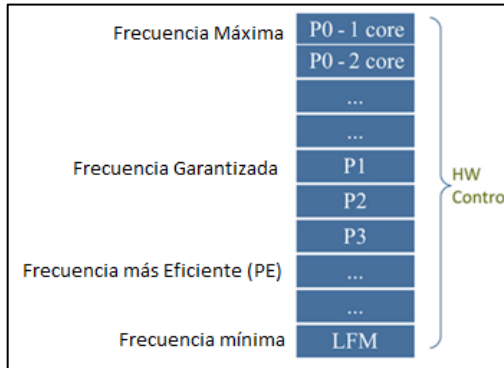 Frecuencia Máxima
P0 - 1 core
P0 - 2 core
...
...
Frecuencia Garantizada
P1
P2
P3
Frecuencia más Eficiente (PE)
...
...
Frecuencia mínima
LFM
HW
Control